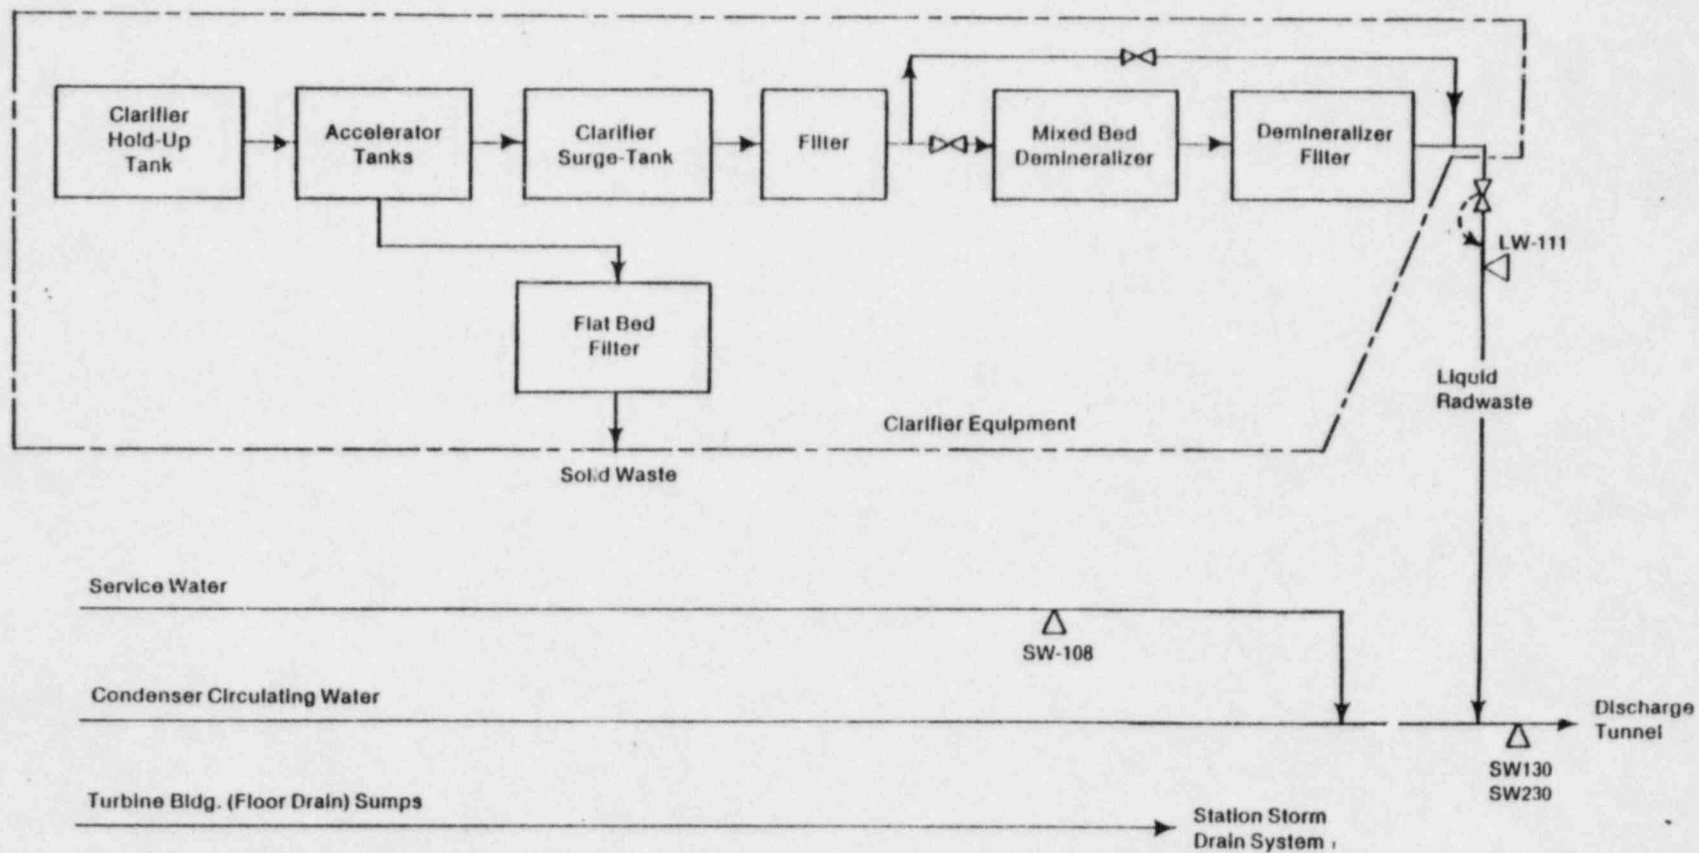 Clarifier
Hold-Up
Tank
Accelerator
Tanks
Clarifier
Surge-Tank
Filter
Mixed Bed
Demineralizer
Demineralizer
Filter
LW-111
Flat Bed
Filter
Liquid
Radwaste
Clarifier Equipment
Solid Waste
Service Water
SW-108
Condenser Circulating Water
Discharge
Tunnel
SW130
SW230
Turbine Bldg. (Floor Drain) Sumps
Station Storm
Drain System